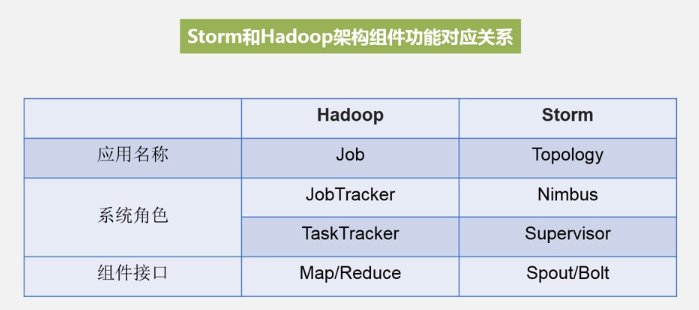 Storm和Hadoop架构组件功能对应关系
Hadoop Storm
应用名称 Job Topology
系统角色 JobTracker Nimbus
TaskTracker Supervisor
组件接口 Map/Reduce Spout/Bolt